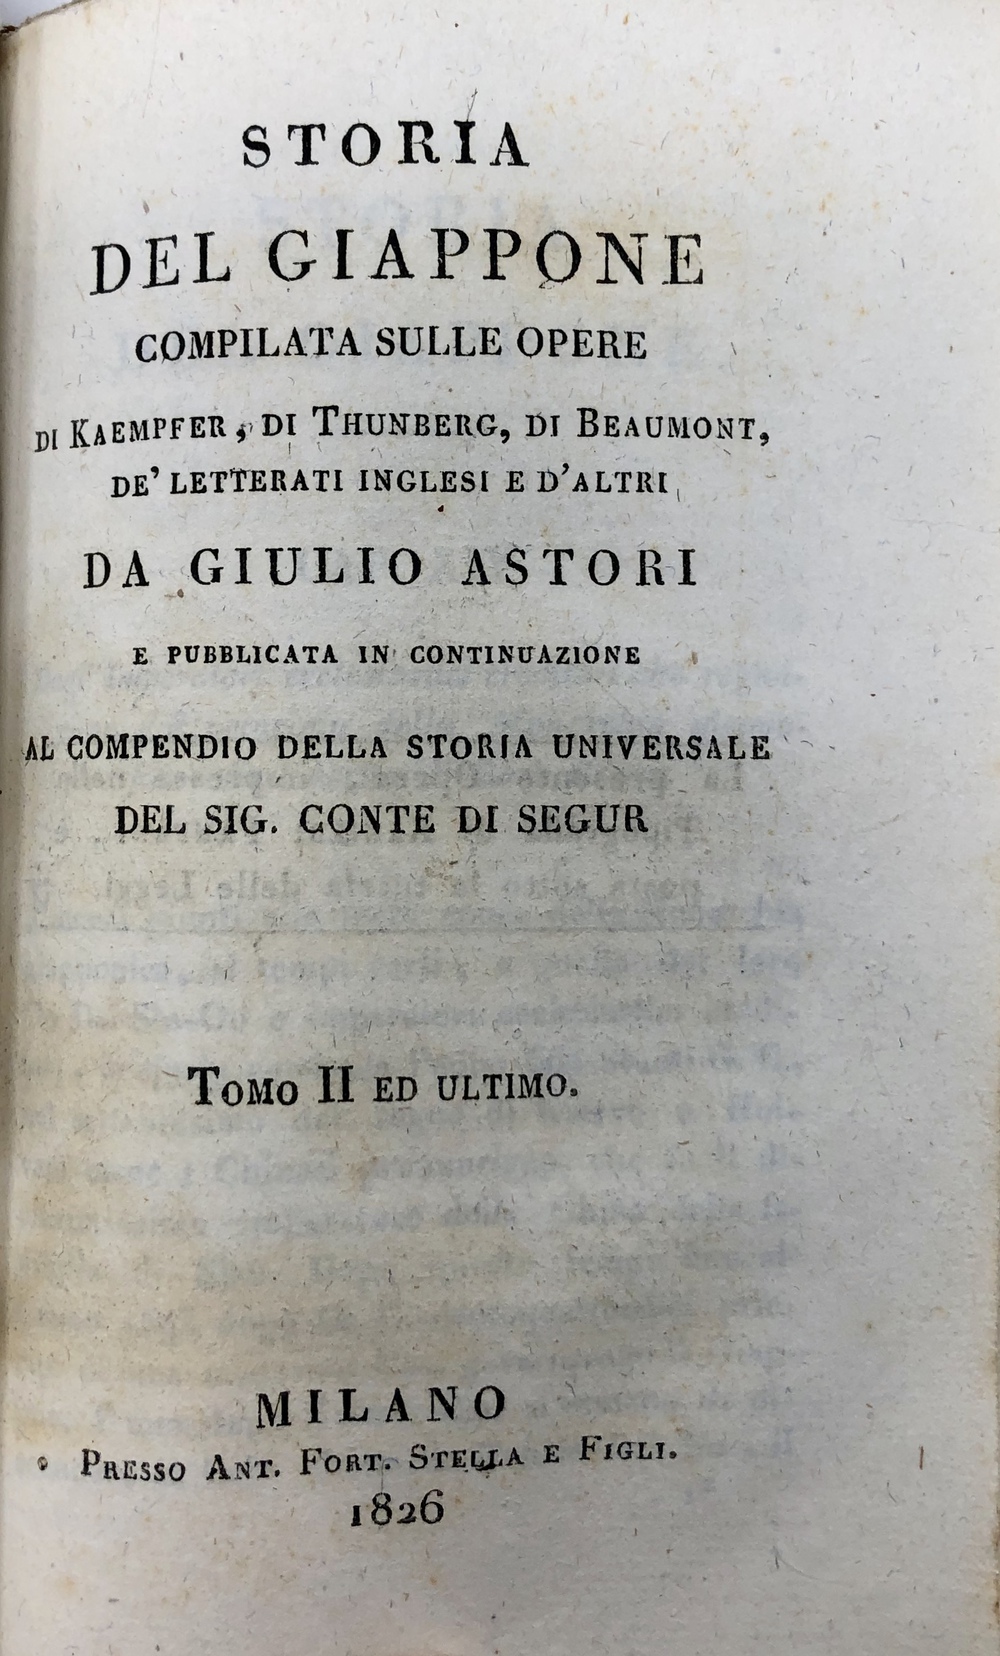 STORIA
DEL GIAPPONE
COMPILATA SULLE OPERE
DI KAEMPFER, DI THUNBERG, DI BEAUMONT,
DE' LETTERATI INGLESI E D'ALTRI
DA GIULIO ASTORI
E PUBBLICATA IN CONTINUAZIONE
AL COMPENDIO DELLA STORIA UNIVERSALE
DEL SIG. CONTE DI SEGUR
TOMO II ED ULTIMO.
MILANO
PRESSO ANT. FORT. STELLA E FIGLI.
1826